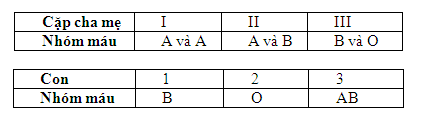 Cặp cha mẹ I II III
Nhóm máu A và A A và B B và O
Con 1 2 3
Nhóm máu B O AB